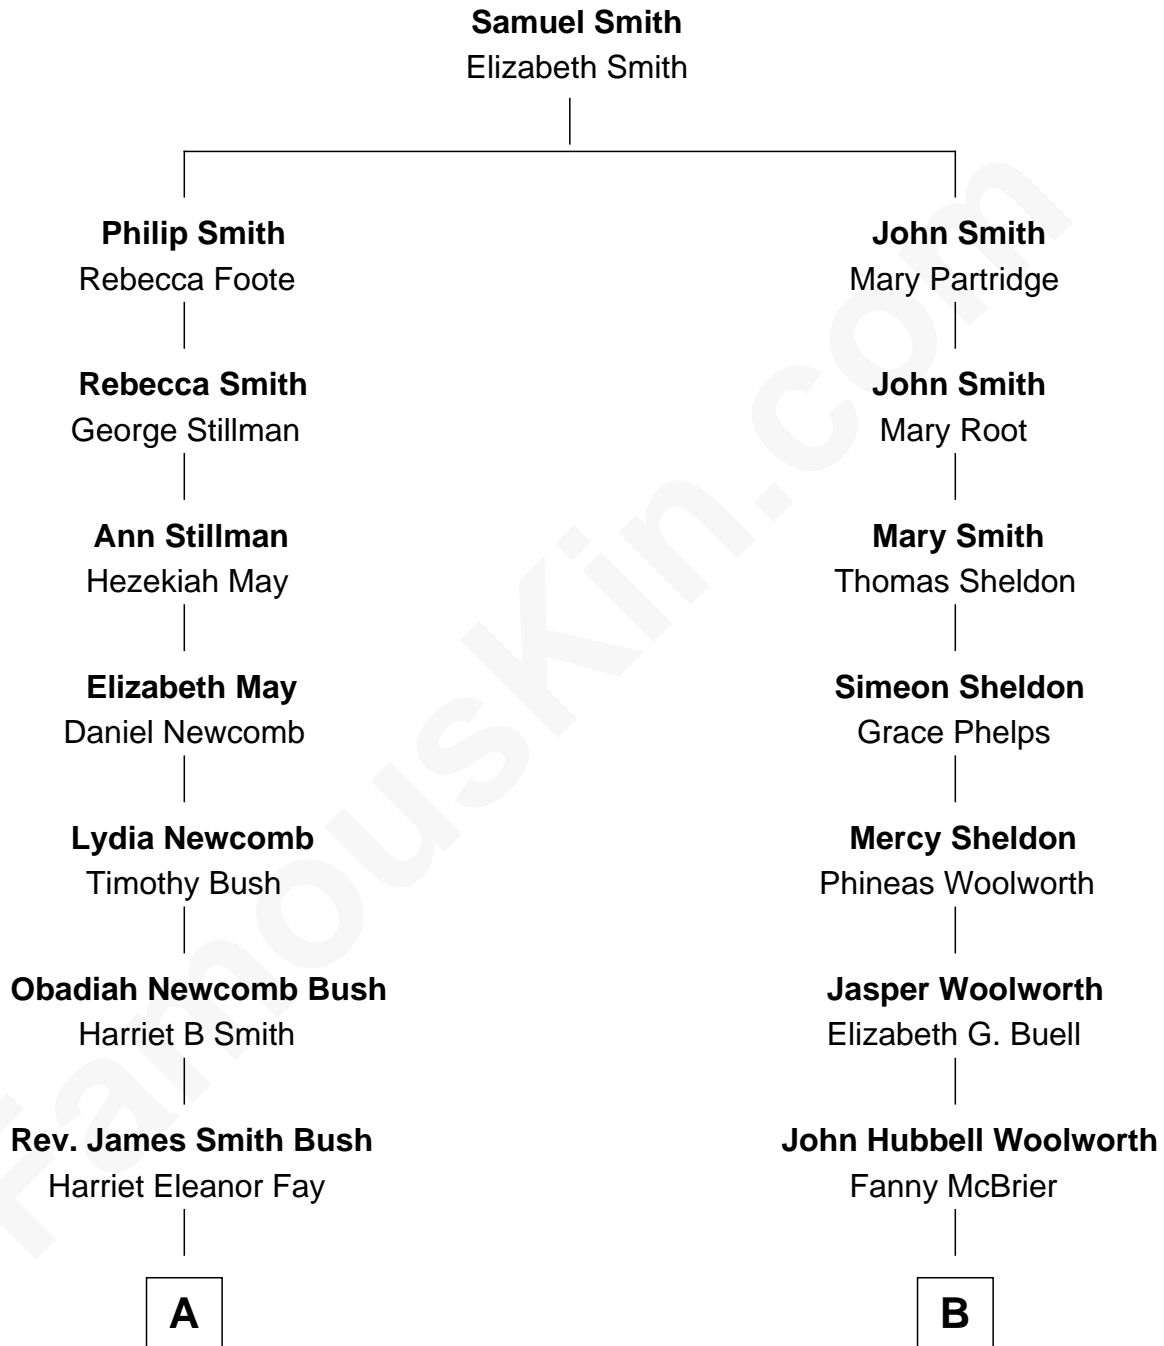 Samuel Smith
Elizabeth Smith
Philip Smith
Rebecca Foote
John Smith
Mary Partridge
Rebecca Smith
George Stillman
John Smith
Mary Root
Ann Stillman
Hezekiah May
Mary Smith
Thomas Sheldon
Elizabeth May
Daniel Newcomb
Simeon Sheldon
Grace Phelps
Lydia Newcomb
Timothy Bush
Mercy Sheldon
Phineas Woolworth
Obadiah Newcomb Bush
Harriet B Smith
Jasper Woolworth
Elizabeth G. Buell
Rev. James Smith Bush
Harriet Eleanor Fay
John Hubbell Woolworth
Fanny McBrier
A
B
FamousKin.com